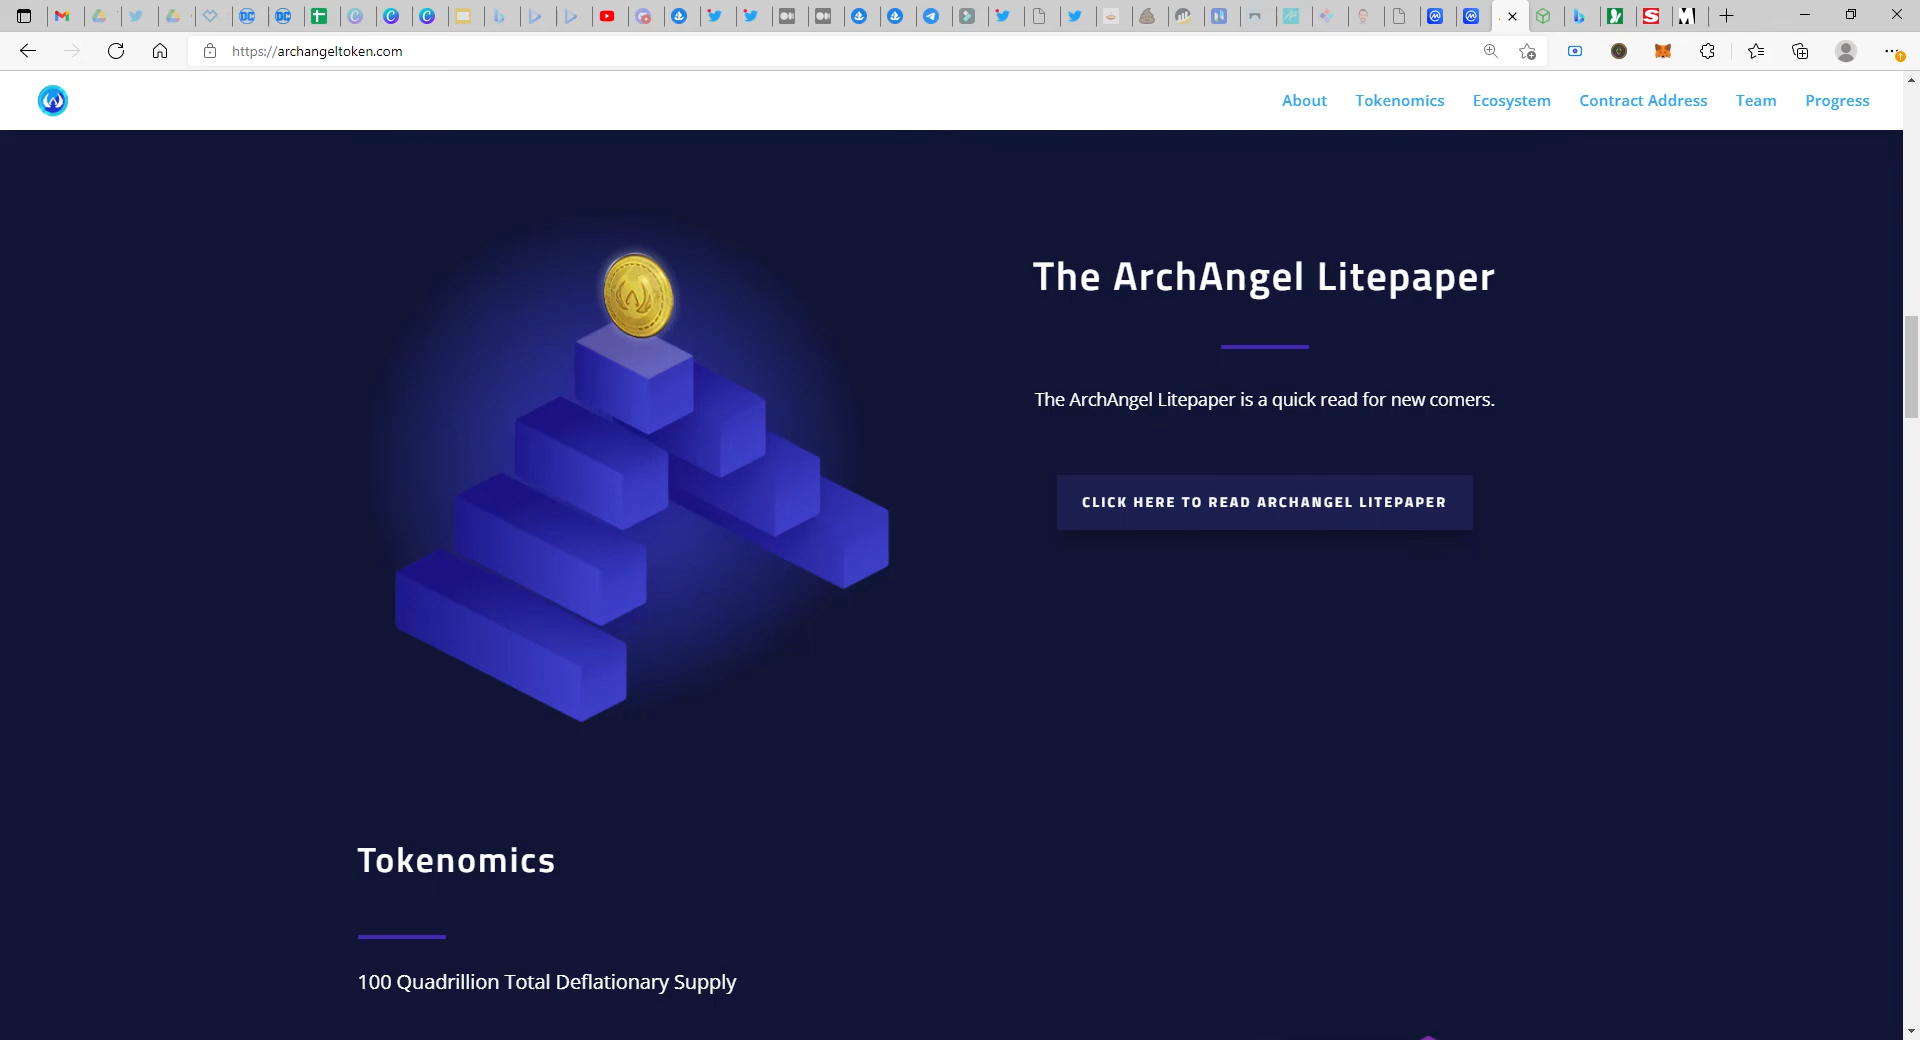 https://archangeltoken.com
About Tokenomics Ecosystem Contract Address Team Progress
The ArchAngel Litepaper
The ArchAngel Litepaper is a quick read for new comers.
CLICK HERE TO READ ARCHANGEL LITEPAPER
Tokenomics
100 Quadrillion Total Deflationary Supply